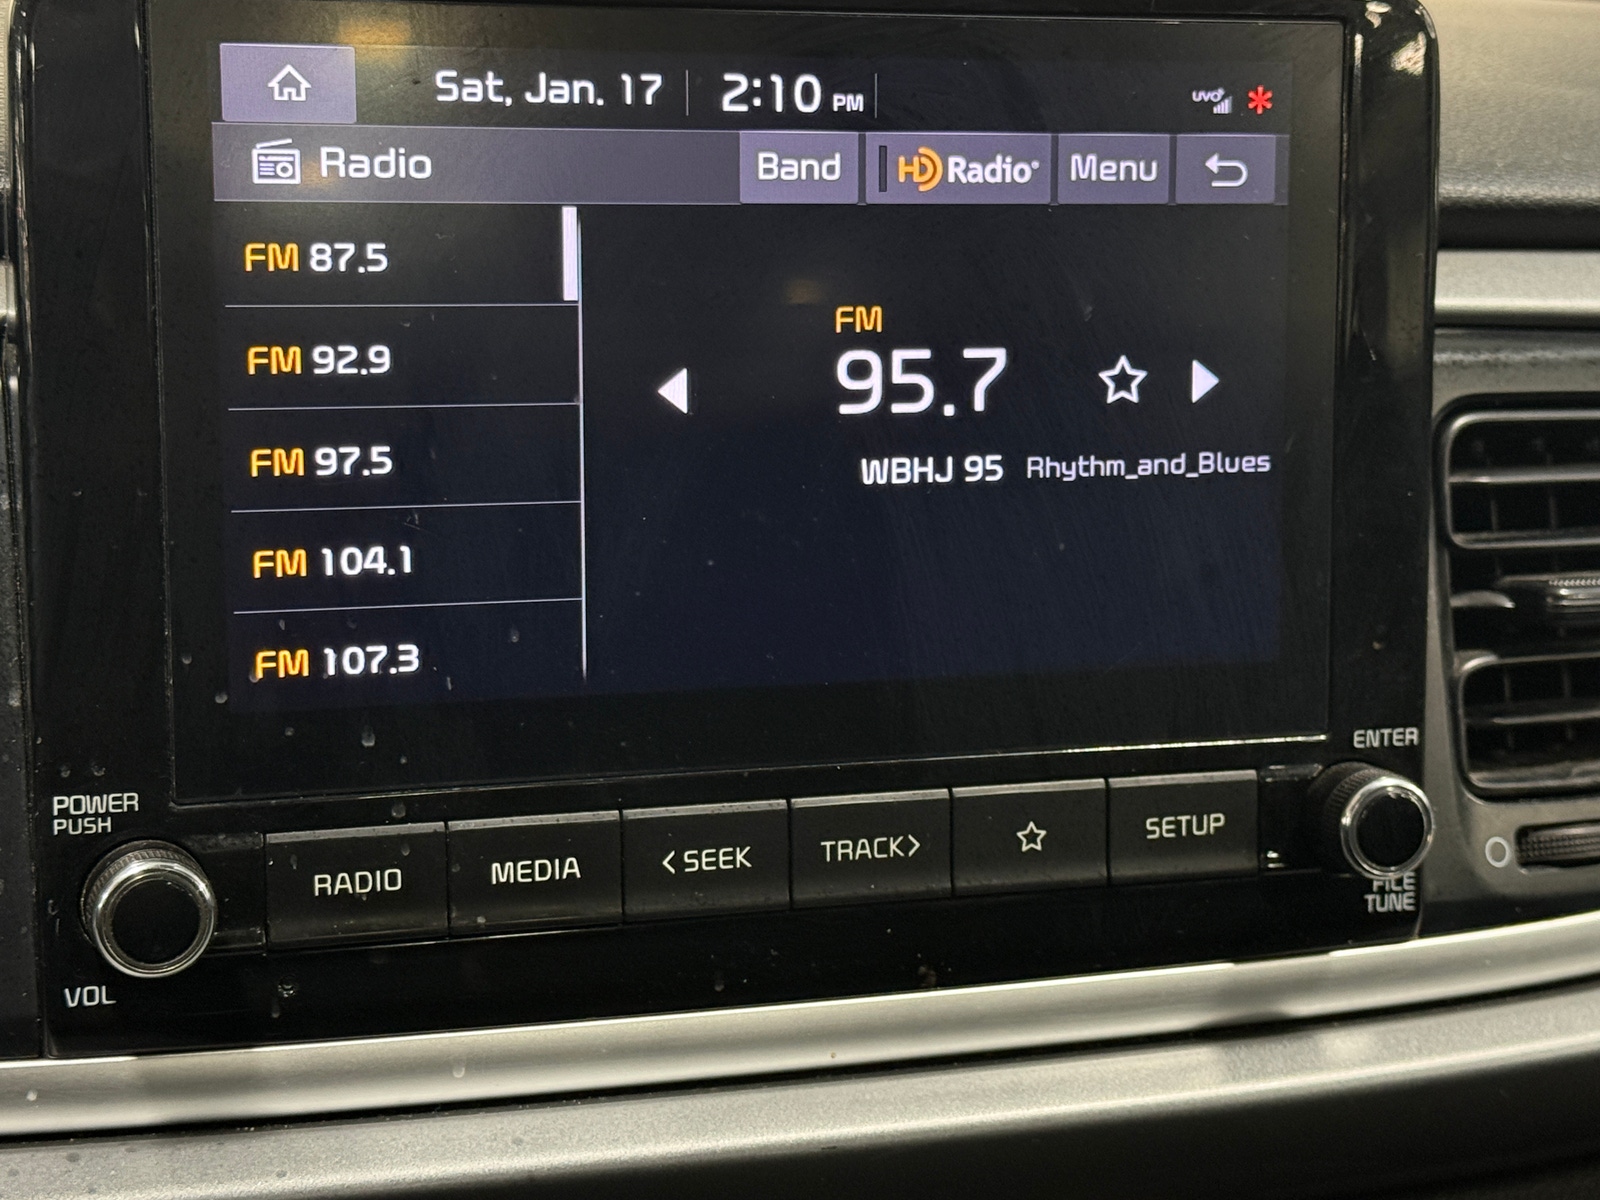 Sat, Jan. 17 2:10 PM UVO
Radio Band HD Radio Menu
FM 87.5
FM 92.9
FM 97.5
FM 104.1
FM 107.3
FM
95.7
WBHJ 95 Rhythm_and_Blues
POWER
PUSH
VOL
RADIO MEDIA <SEEK TRACK> SETUP
ENTER
FILE
TUNE